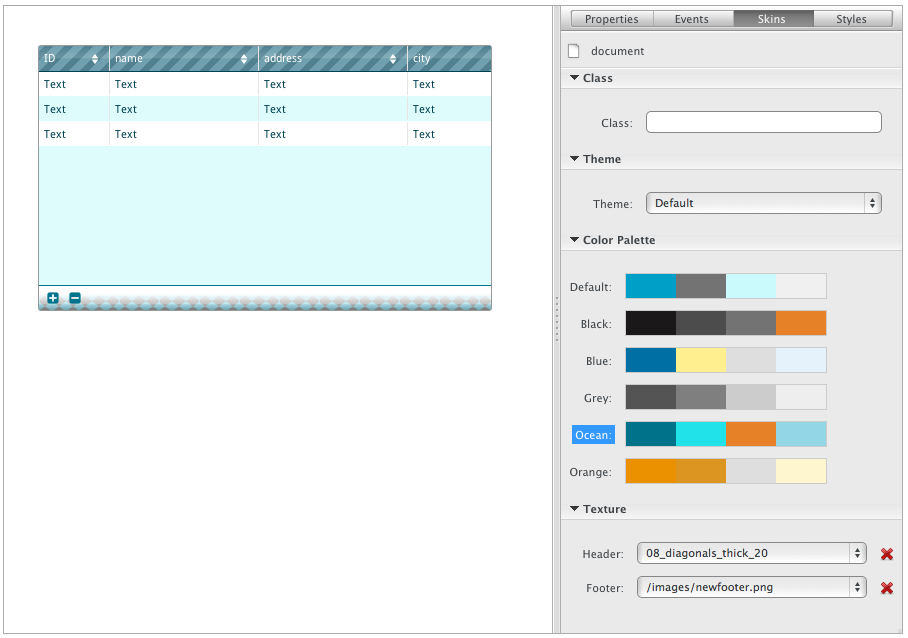 ID name address city
Text Text Text Text
Text Text Text Text
Text Text Text Text
Properties Events Skins Styles
document
Class
Class:
Theme
Theme: Default
Color Palette
Default:
Black:
Blue:
Grey:
Ocean:
Orange:
Texture
Header: 08_diagonals_thick_20
Footer: /images/newfooter.png